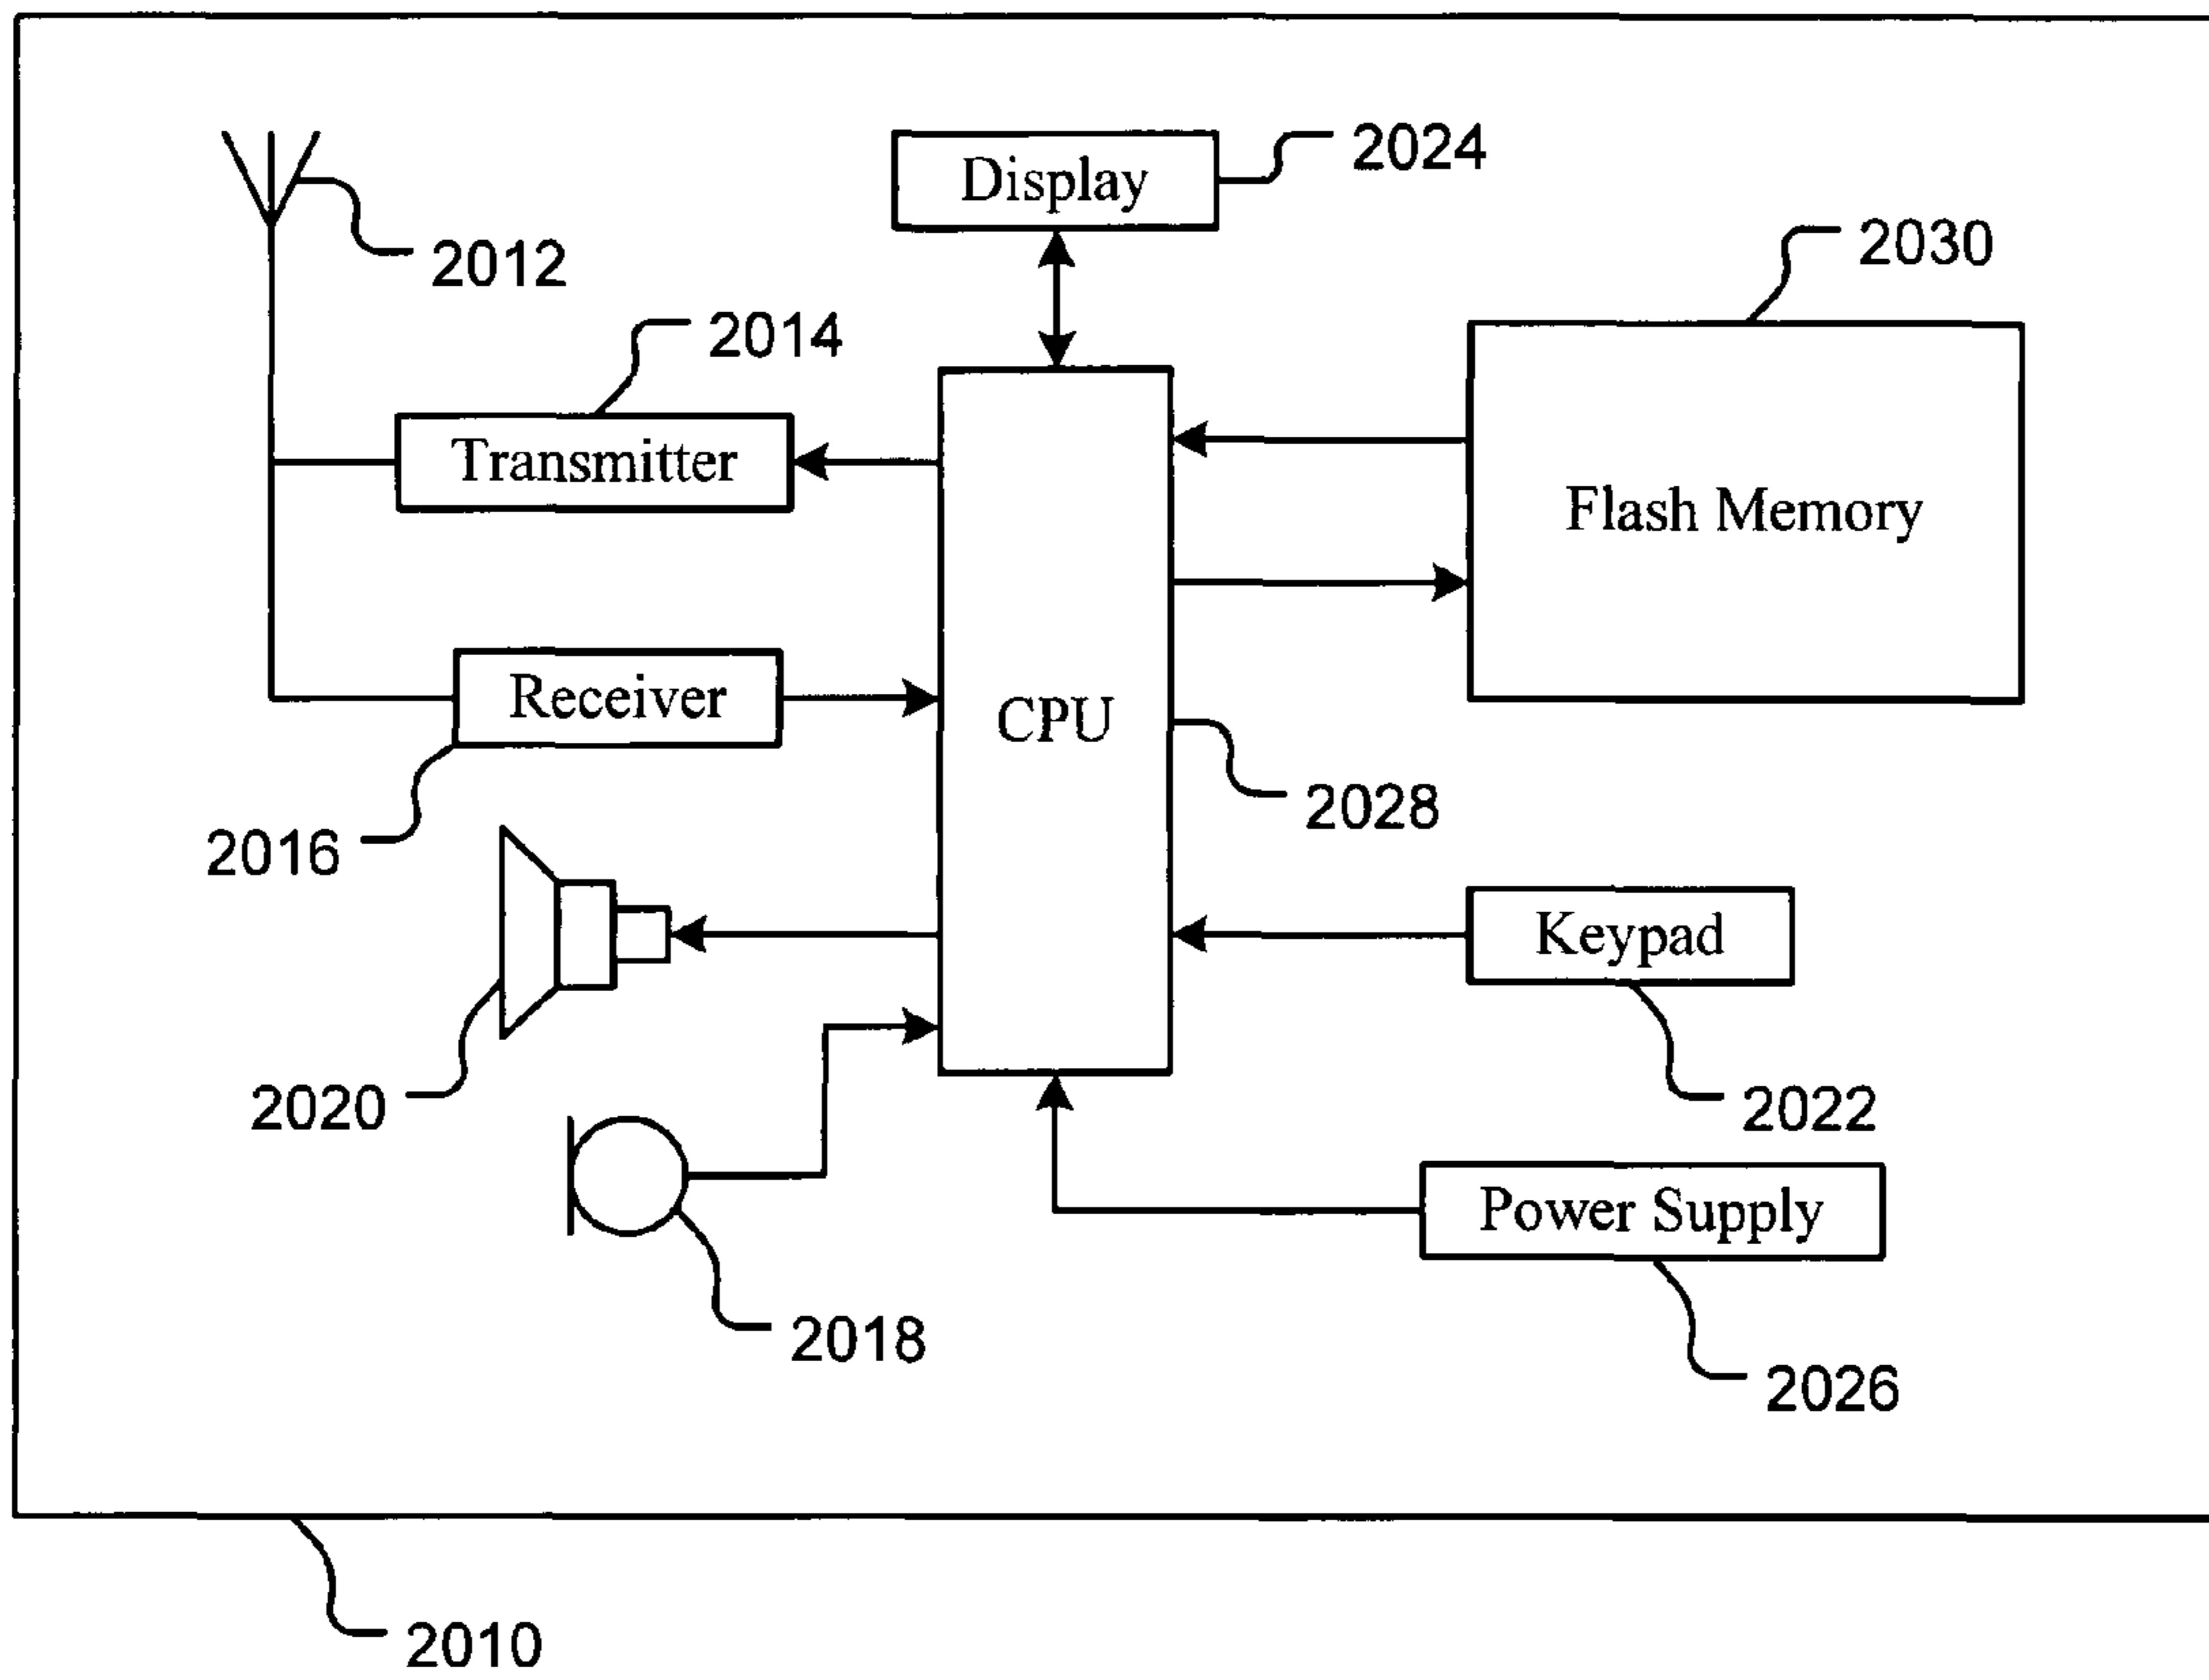 Display
2024
2012
2030
2014
Transmitter
Flash Memory
Receiver
CPU
2028
2016
Keypad
2020
2022
Power Supply
2018
2026
2010